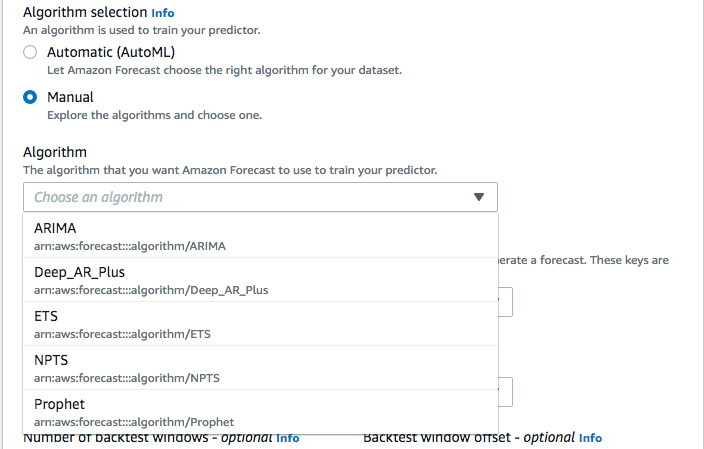 Algorithm selection Info
An algorithm is used to train your predictor.
Automatic (AutoML)
Let Amazon Forecast choose the right algorithm for your dataset.
Manual
Explore the algorithms and choose one.
Algorithm
The algorithm that you want Amazon Forecast to use to train your predictor.
Choose an algorithm
ARIMA
arn:aws:forecast:::algorithm/ARIMA
erate a forecast. These keys are
Deep_AR_Plus
arn:aws:forecast:::algorithm/Deep_AR_Plus
ETS
arn:aws:forecast:::algorithm/ETS
NPTS
arn:aws:forecast:::algorithm/NPTS
Prophet
arn:aws:forecast:::algorithm/Prophet
Number of backtest windows - optional Info Backtest window offset - optional Info